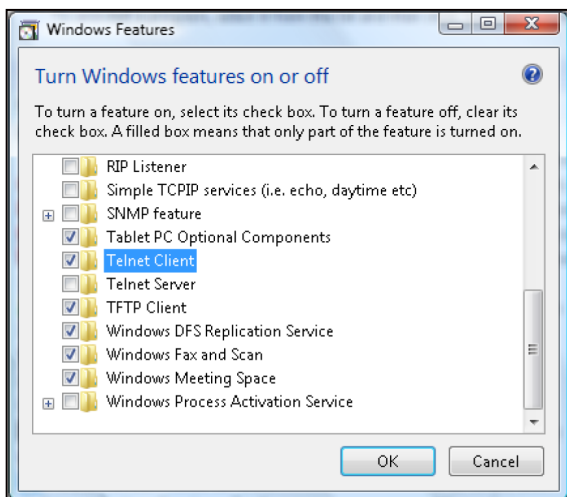 Windows Features
Turn Windows features on or off
To turn a feature on, select its check box. To turn a feature off, clear its
check box. A filled box means that only part of the feature is turned on.
RIP Listener
Simple TCPIP services (i.e. echo, daytime etc)
SNMP feature
Tablet PC Optional Components
Telnet Client
Telnet Server
TFTP Client
Windows DFS Replication Service
Windows Fax and Scan
Windows Meeting Space
Windows Process Activation Service
OK Cancel